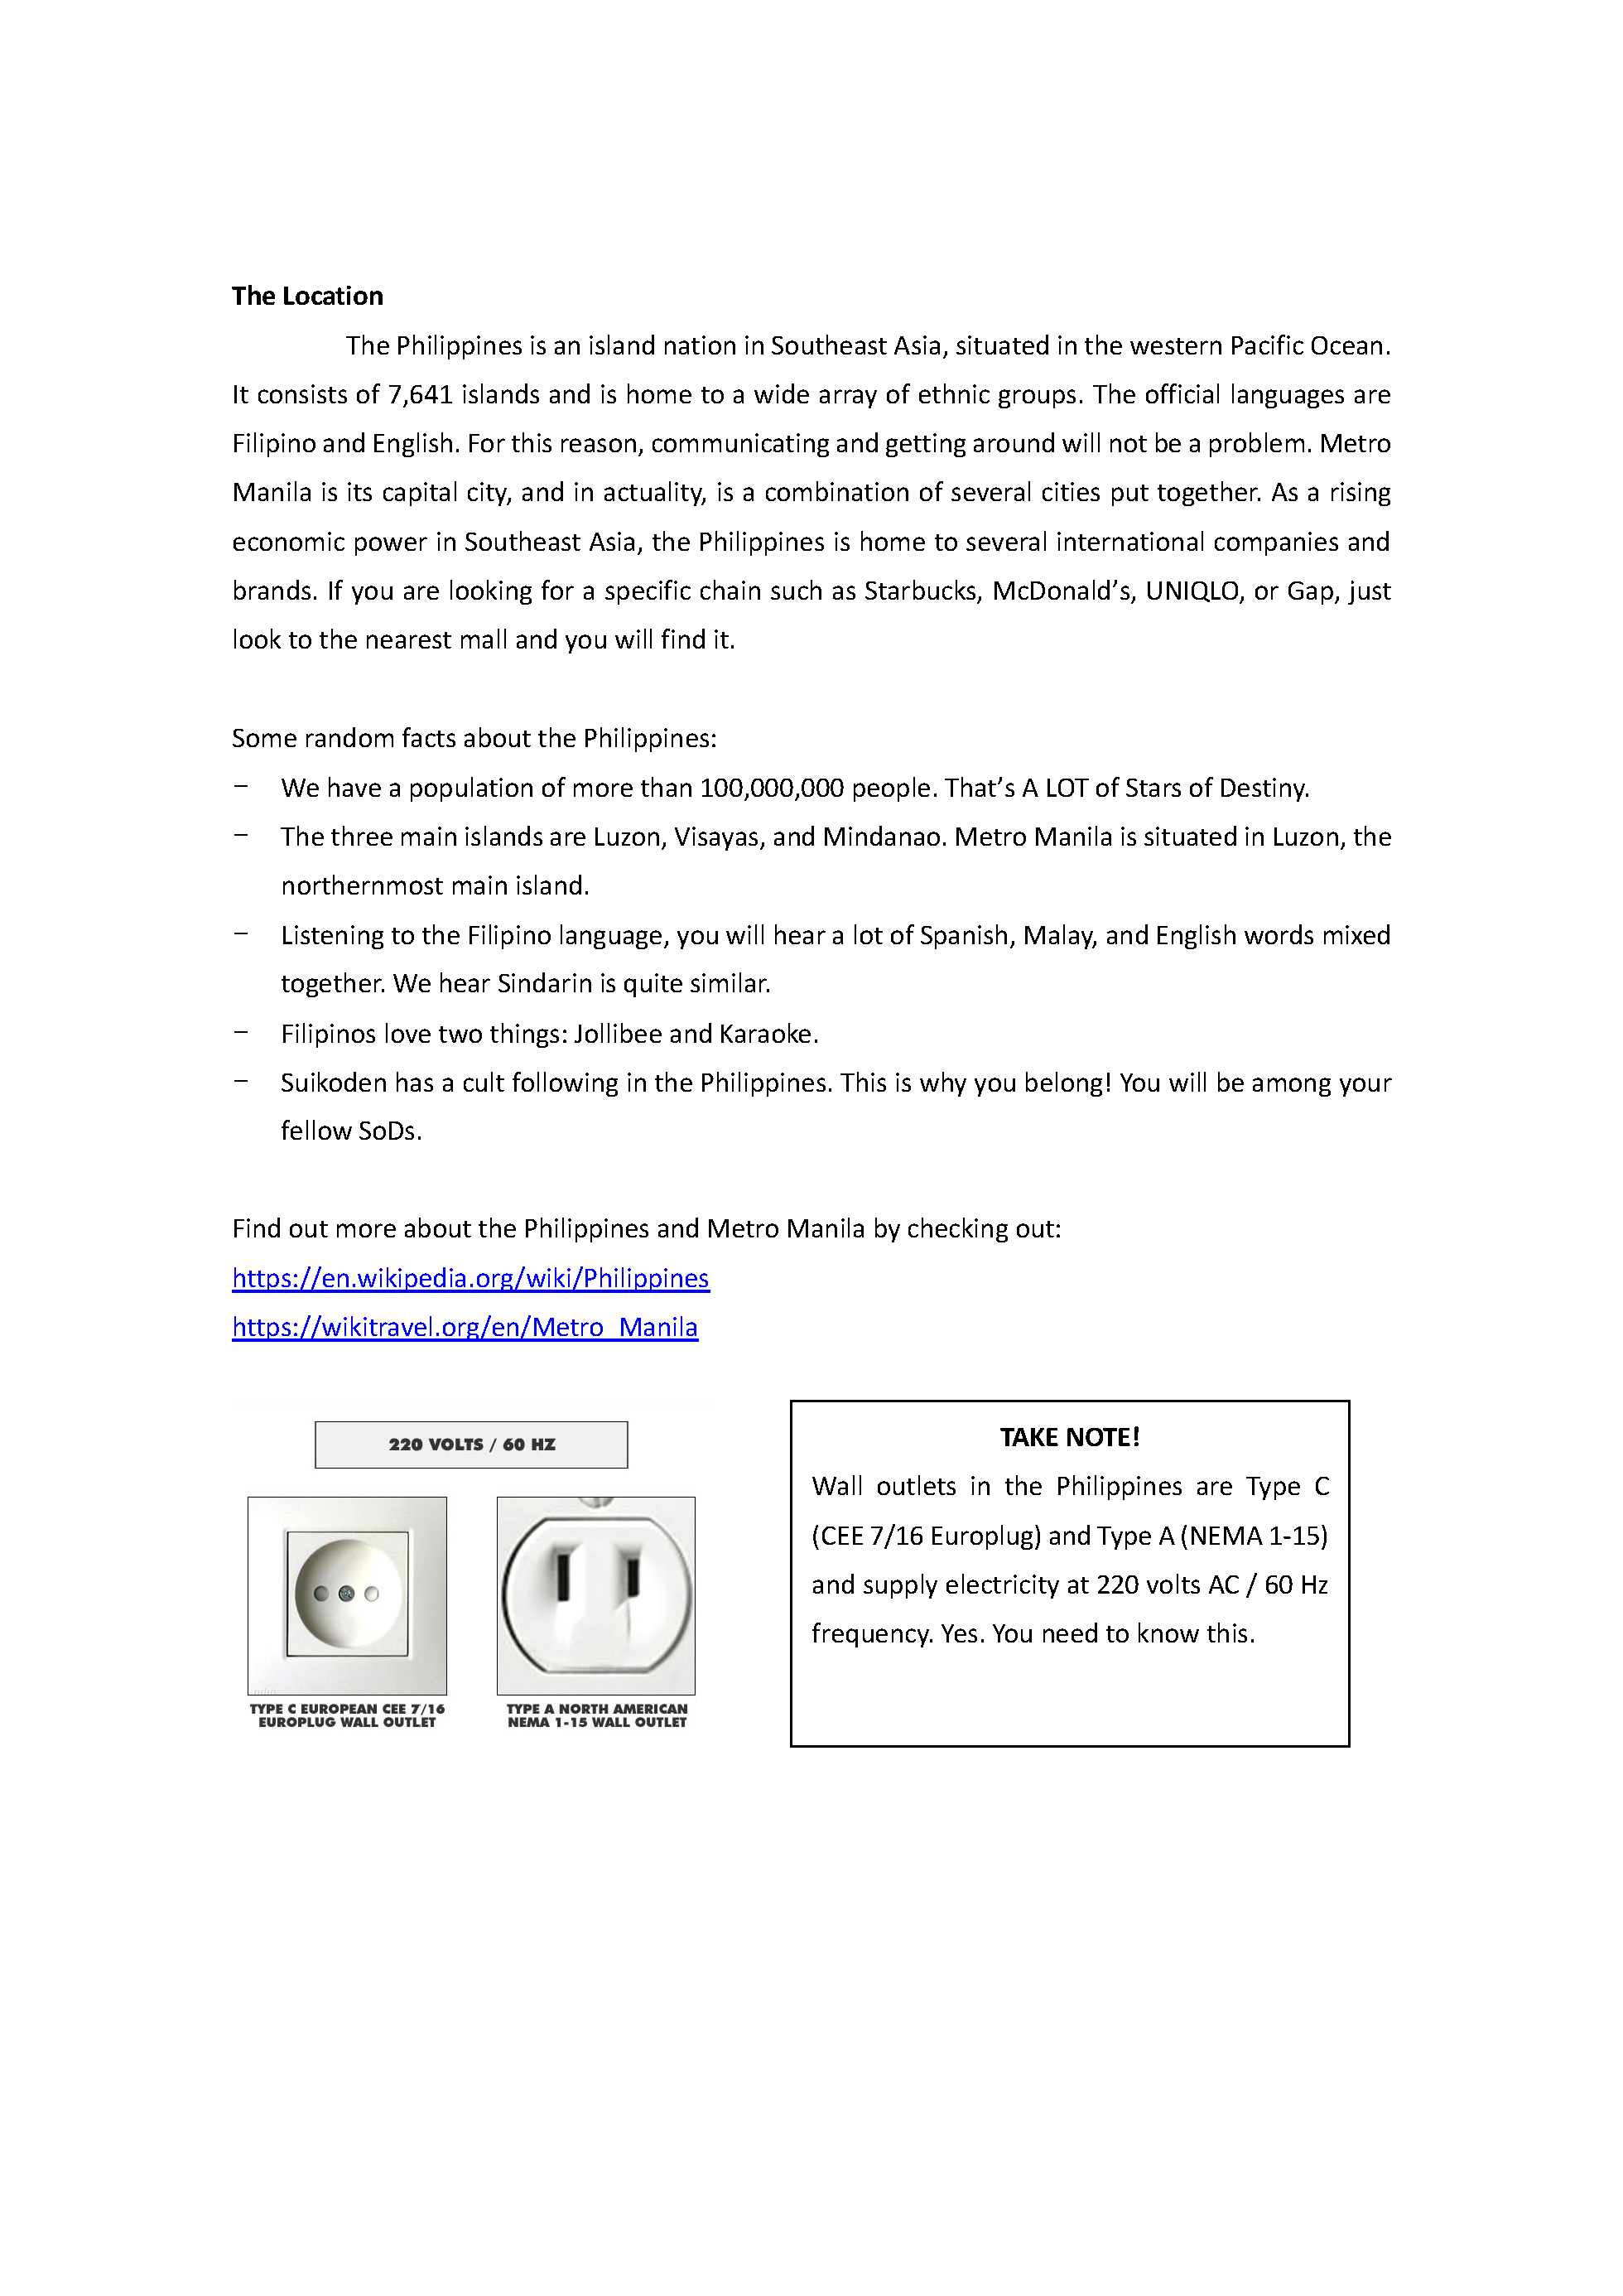 The Location
The Philippines is an island nation in Southeast Asia, situated in the western Pacific Ocean.
It consists of 7,641 islands and is home to a wide array of ethnic groups. The official languages are
Filipino and English. For this reason, communicating and getting around will not be a problem. Metro
Manila is its capital city, and in actuality, is a combination of several cities put together. As a rising
economic power in Southeast Asia, the Philippines is home to several international companies and
brands. If you are looking for a specific chain such as Starbucks, McDonald’s, UNIQLO, or Gap, just
look to the nearest mall and you will find it.
Some random facts about the Philippines:
− We have a population of more than 100,000,000 people. That’s A LOT of Stars of Destiny.
− The three main islands are Luzon, Visayas, and Mindanao. Metro Manila is situated in Luzon, the
northernmost main island.
− Listening to the Filipino language, you will hear a lot of Spanish, Malay, and English words mixed
together. We hear Sindarin is quite similar.
− Filipinos love two things: Jollibee and Karaoke.
− Suikoden has a cult following in the Philippines. This is why you belong! You will be among your
fellow SoDs.
Find out more about the Philippines and Metro Manila by checking out:
https://en.wikipedia.org/wiki/Philippines
https://wikitravel.org/en/Metro_Manila
220 VOLTS / 60 HZ
TYPE C EUROPEAN CEE 7/16
EUROPLUG WALL OUTLET
TYPE A NORTH AMERICAN
NEMA 1-15 WALL OUTLET
TAKE NOTE!
Wall outlets in the Philippines are Type C
(CEE 7/16 Europlug) and Type A (NEMA 1-15)
and supply electricity at 220 volts AC / 60 Hz
frequency. Yes. You need to know this.